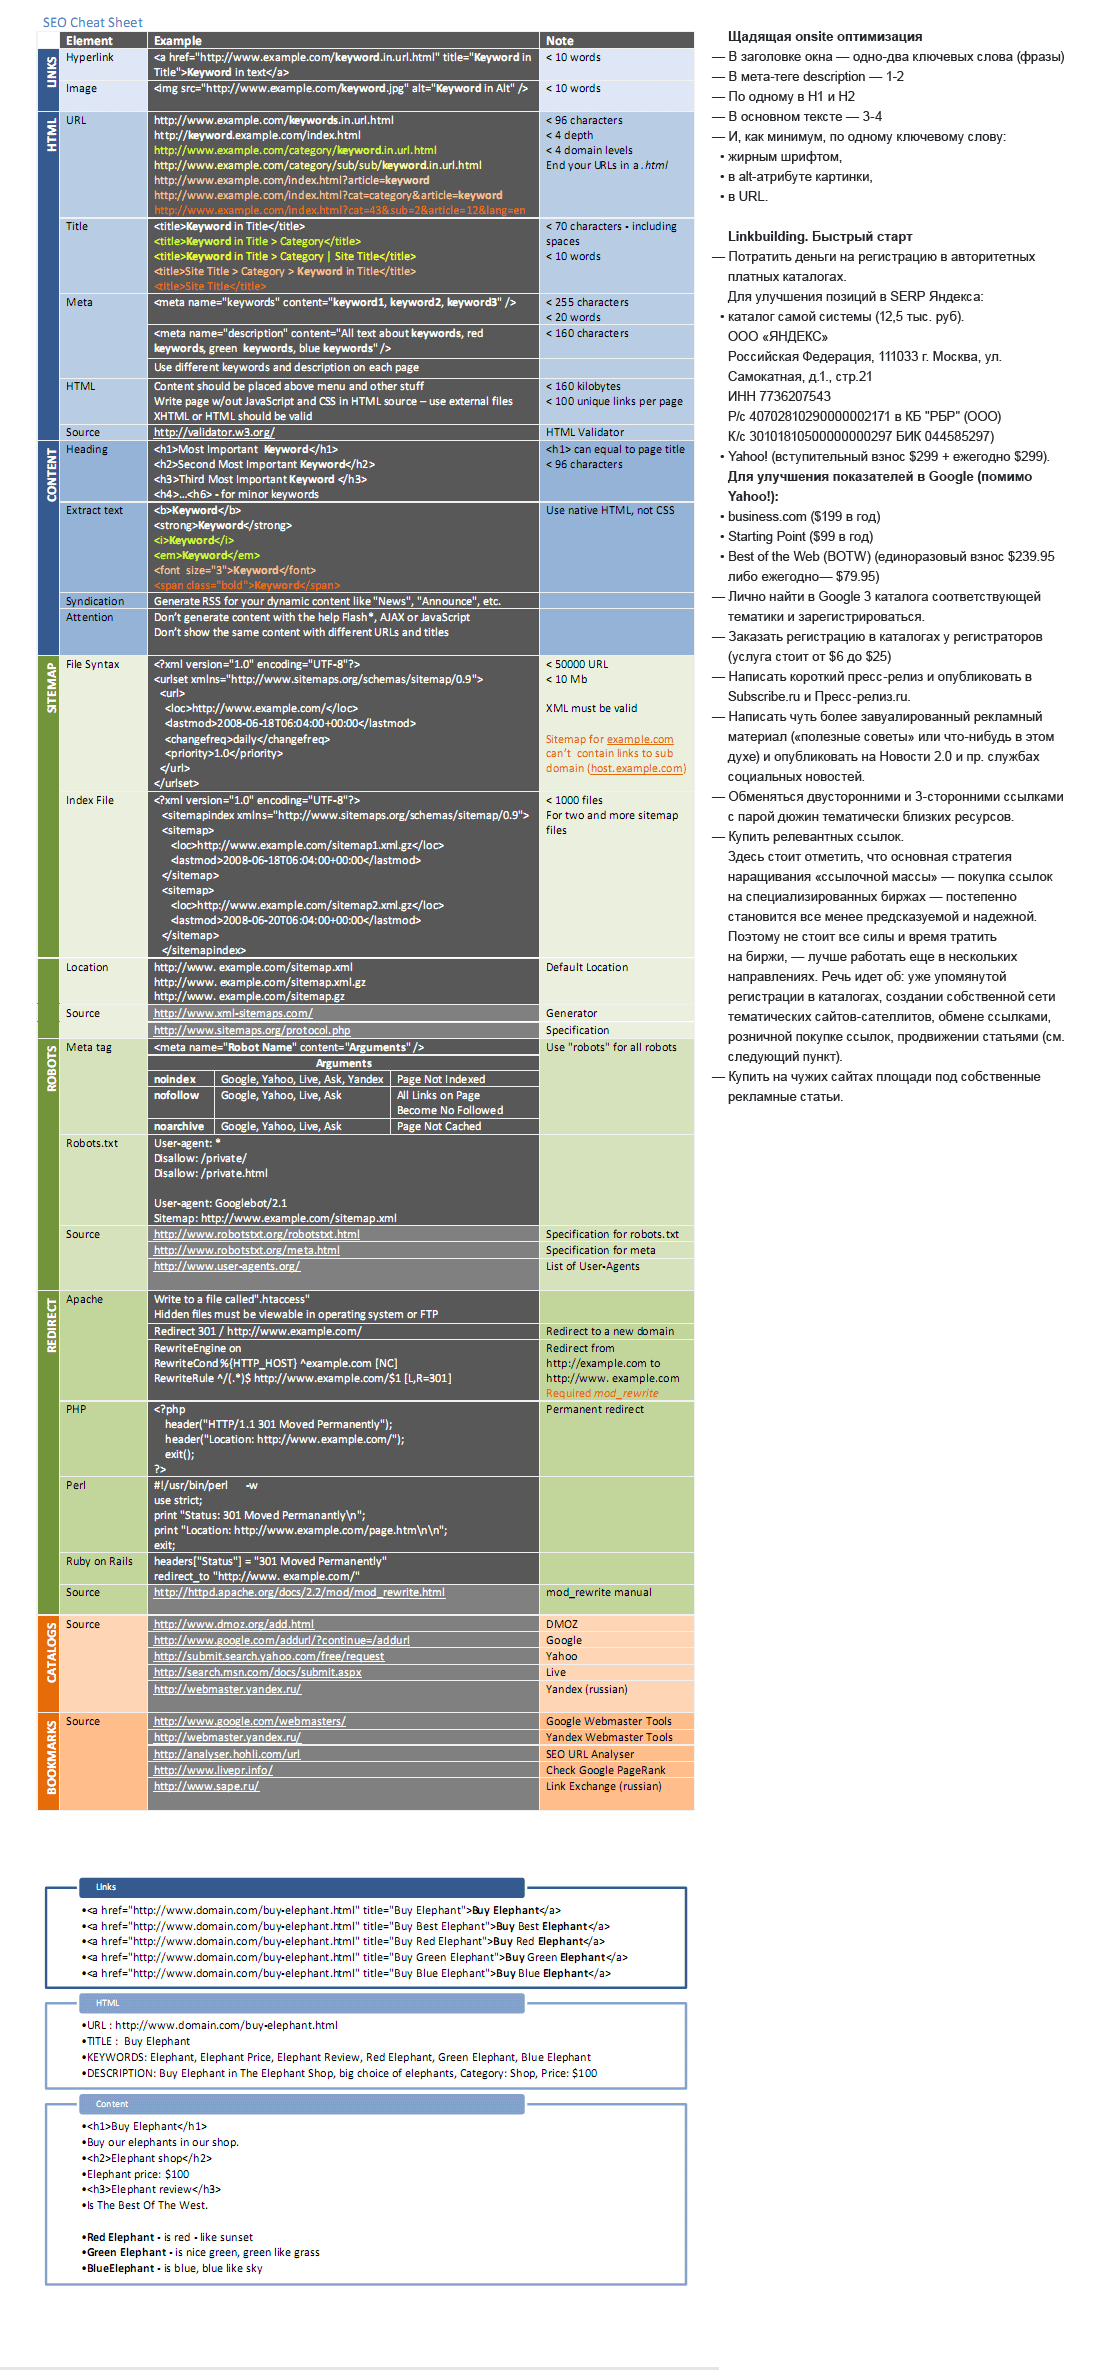 SEO Cheat Sheet
Element Example Note
LINKS
Hyperlink <a href="http://www.example.com/keyword.in.url.html" title="Keyword in < 10 words
Title">Keyword in text</a>
Image <img src="http://www.example.com/keyword.jpg" alt="Keyword in Alt" /> < 10 words
HTML
URL http://www.example.com/keywords.in.url.html < 96 characters
http://keyword.example.com/index.html < 4 depth
http://www.example.com/category/keyword.in.url.html < 4 domain levels
http://www.example.com/category/sub/sub/keyword.in.url.html End your URLs in a .html
http://www.example.com/index.html?article=keyword
http://www.example.com/index.html?cat=category&article=keyword
http://www.example.com/index.html?cat=43&sub=2&article=12&lang=en
Title <title>Keyword in Title</title> < 70 characters - including
<title>Keyword in Title > Category</title> spaces
<title>Keyword in Title > Category | Site Title</title> < 10 words
<title>Site Title > Category > Keyword in Title</title>
<title>Site Title</title>
Meta <meta name="keywords" content="keyword1, keyword2, keyword3" /> < 255 characters
< 20 words
<meta name="description" content="All text about keywords, red < 160 characters
keywords, green keywords, blue keywords" />
Use different keywords and description on each page
HTML Content should be placed above menu and other stuff < 160 kilobytes
Write page w/out JavaScript and CSS in HTML source – use external files < 100 unique links per page
XHTML or HTML should be valid
Source http://validator.w3.org/ HTML Validator
CONTENT
Heading <h1>Most Important Keyword</h1> <h1> can equal to page title
<h2>Second Most Important Keyword</h2> < 96 characters
<h3>Third Most Important Keyword </h3>
<h4>...<h6> - for minor keywords
Extract text <b>Keyword</b> Use native HTML, not CSS
<strong>Keyword</strong>
<i>Keyword</i>
<em>Keyword</em>
<font size="3">Keyword</font>
<span class="bold">Keyword</span>
Syndication Generate RSS for your dynamic content like "News", "Announce", etc.
Attention Don't generate content with the help Flash*, AJAX or JavaScript
Don't show the same content with different URLs and titles
SITEMAP
File Syntax <?xml version="1.0" encoding="UTF-8"?> < 50000 URL
<urlset xmlns="http://www.sitemaps.org/schemas/sitemap/0.9"> < 10 Mb
<url>
<loc>http://www.example.com/</loc> XML must be valid
<lastmod>2008-06-18T06:04:00+00:00</lastmod>
<changefreq>daily</changefreq> Sitemap for example.com
<priority>1.0</priority> can't contain links to sub
</url> domain (host.example.com)
</urlset>
Index File <?xml version="1.0" encoding="UTF-8"?> < 1000 files
<sitemapindex xmlns="http://www.sitemaps.org/schemas/sitemap/0.9"> For two and more sitemap
<sitemap> files
<loc>http://www.example.com/sitemap1.xml.gz</loc>
<lastmod>2008-06-18T06:04:00+00:00</lastmod>
</sitemap>
<sitemap>
<loc>http://www.example.com/sitemap2.xml.gz</loc>
<lastmod>2008-06-20T06:04:00+00:00</lastmod>
</sitemap>
</sitemapindex>
Location http://www. example.com/sitemap.xml Default Location
http://www. example.com/sitemap.xml.gz
http://www. example.com/sitemap.gz
Source http://www.xml-sitemaps.com/ Generator
http://www.sitemaps.org/protocol.php Specification
ROBOTS
Meta tag <meta name="Robot Name" content="Arguments" /> Use "robots" for all robots
Arguments
noindex Google, Yahoo, Live, Ask, Yandex Page Not Indexed
nofollow Google, Yahoo, Live, Ask All Links on Page
Become No Followed
noarchive Google, Yahoo, Live, Ask Page Not Cached
Robots.txt User-agent: *
Disallow: /private/
Disallow: /private.html
User-agent: Googlebot/2.1
Sitemap: http://www.example.com/sitemap.xml
Source http://www.robotstxt.org/robotstxt.html Specification for robots.txt
http://www.robotstxt.org/meta.html Specification for meta
http://www.user-agents.org/ List of User-Agents
REDIRECT
Apache Write to a file called".htaccess"
Hidden files must be viewable in operating system or FTP
Redirect 301 / http://www.example.com/ Redirect to a new domain
RewriteEngine on Redirect from
RewriteCond %{HTTP_HOST} ^example.com [NC] http://example.com to
RewriteRule ^/(.*)$ http://www.example.com/$1 [L,R=301] http://www. example.com
Required mod_rewrite
PHP <?php Permanent redirect
header("HTTP/1.1 301 Moved Permanently");
header("Location: http://www.example.com/");
exit();
?>
Perl #!/usr/bin/perl -w
use strict;
print "Status: 301 Moved Permanantly\n";
print "Location: http://www.example.com/page.htm\n\n";
exit;
Ruby on Rails headers["Status"] = "301 Moved Permanently"
redirect_to "http://www. example.com/"
Source http://httpd.apache.org/docs/2.2/mod/mod_rewrite.html mod_rewrite manual
CATALOGS
Source http://www.dmoz.org/add.html DMOZ
http://www.google.com/addurl/?continue=/addurl Google
http://submit.search.yahoo.com/free/request Yahoo
http://search.msn.com/docs/submit.aspx Live
http://webmaster.yandex.ru/ Yandex (russian)
BOOKMARKS
Source http://www.google.com/webmasters/ Google Webmaster Tools
http://webmaster.yandex.ru/ Yandex Webmaster Tools
http://analyser.hohli.com/url SEO URL Analyser
http://www.livepr.info/ Check Google PageRank
http://www.sape.ru/ Link Exchange (russian)
Links
•<a href="http://www.domain.com/buy-elephant.html" title="Buy Elephant">Buy Elephant</a>
•<a href="http://www.domain.com/buy-elephant.html" title="Buy Best Elephant">Buy Best Elephant</a>
•<a href="http://www.domain.com/buy-elephant.html" title="Buy Red Elephant">Buy Red Elephant</a>
•<a href="http://www.domain.com/buy-elephant.html" title="Buy Green Elephant">Buy Green Elephant</a>
•<a href="http://www.domain.com/buy-elephant.html" title="Buy Blue Elephant">Buy Blue Elephant</a>
HTML
•URL : http://www.domain.com/buy-elephant.html
•TITLE : Buy Elephant
•KEYWORDS: Elephant, Elephant Price, Elephant Review, Red Elephant, Green Elephant, Blue Elephant
•DESCRIPTION: Buy Elephant in The Elephant Shop, big choice of elephants, Category: Shop, Price: $100
Content
•<h1>Buy Elephant</h1>
•Buy our elephants in our shop.
•<h2>Elephant shop</h2>
•Elephant price: $100
•<h3>Elephant review</h3>
•Is The Best Of The West.
•Red Elephant - is red - like sunset
•Green Elephant - is nice green, green like grass
•BlueElephant - is blue, blue like sky
Щадящая onsite оптимизация
— В заголовке окна — одно-два ключевых слова (фразы)
— В мета-теге description — 1-2
— По одному в H1 и H2
— В основном тексте — 3-4
— И, как минимум, по одному ключевому слову:
• жирным шрифтом,
• в alt-атрибуте картинки,
• в URL.
Linkbuilding. Быстрый старт
— Потратить деньги на регистрацию в авторитетных
платных каталогах.
Для улучшения позиций в SERP Яндекса:
• каталог самой системы (12,5 тыс. руб).
ООО «ЯНДЕКС»
Российская Федерация, 111033 г. Москва, ул.
Самокатная, д.1., стр.21
ИНН 7736207543
Р/с 40702810290000002171 в КБ "РБР" (ООО)
К/с 30101810500000000297 БИК 044585297)
• Yahoo! (вступительный взнос $299 + ежегодно $299).
Для улучшения показателей в Google (помимо
Yahoo!):
• business.com ($199 в год)
• Starting Point ($99 в год)
• Best of the Web (BOTW) (единоразовый взнос $239.95
либо ежегодно— $79.95)
— Лично найти в Google 3 каталога соответствующей
тематики и зарегистрироваться.
— Заказать регистрацию в каталогах у регистраторов
(услуга стоит от $6 до $25)
— Написать короткий пресс-релиз и опубликовать в
Subscribe.ru и Пресс-релиз.ru.
— Написать чуть более завуалированный рекламный
материал («полезные советы» или что-нибудь в этом
духе) и опубликовать на Новости 2.0 и пр. службах
социальных новостей.
— Обменяться двусторонними и 3-сторонними ссылками
с парой дюжин тематически близких ресурсов.
— Купить релевантных ссылок.
Здесь стоит отметить, что основная стратегия
наращивания «ссылочной массы» — покупка ссылок
на специализированных биржах — постепенно
становится все менее предсказуемой и надежной.
Поэтому не стоит все силы и время тратить
на биржи, — лучше работать еще в нескольких
направлениях. Речь идет об: уже упомянутой
регистрации в каталогах, создании собственной сети
тематических сайтов-сателлитов, обмене ссылками,
розничной покупке ссылок, продвижении статьями (см.
следующий пункт).
— Купить на чужих сайтах площади под собственные
рекламные статьи.